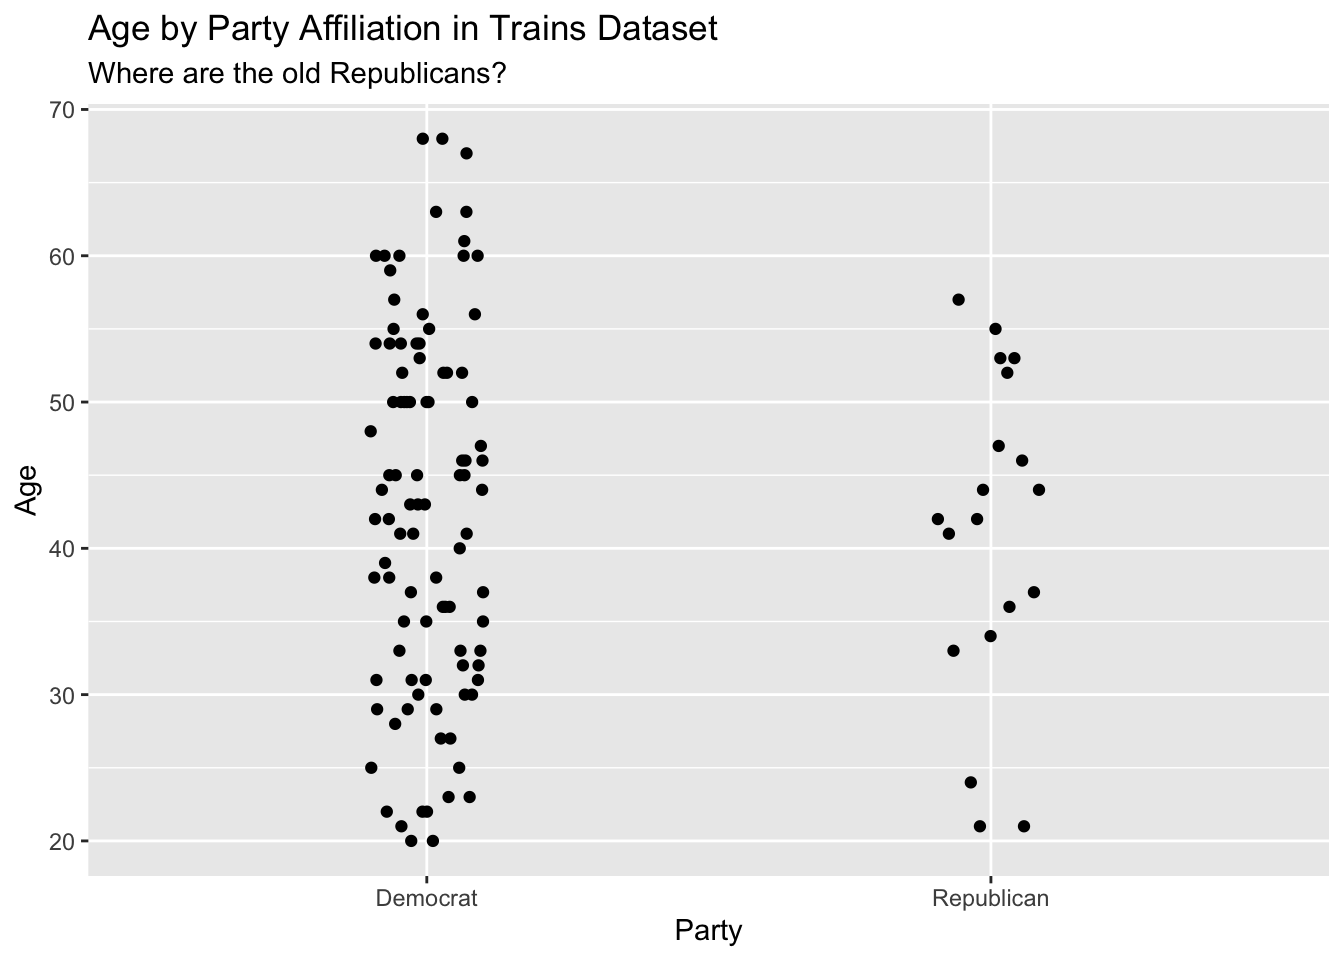 Age by Party Affiliation in Trains Dataset
Where are the old Republicans?
70
60
50
40
30
20
Age
Democrat
Republican
Party